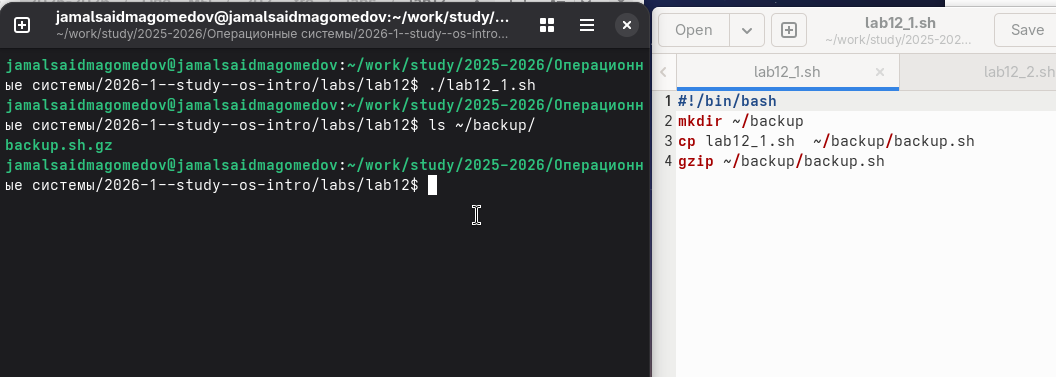 jamalsaidmagomedov@jamalsaidmagomedov:~/work/study/...
~/work/study/2025-2026/Операционные системы/2026-1--study--os-intro...
jamalsaidmagomedov@jamalsaidmagomedov:~/work/study/2025-2026/Операционн
ые системы/2026-1--study--os-intro/labs/lab12$ ./lab12_1.sh
jamalsaidmagomedov@jamalsaidmagomedov:~/work/study/2025-2026/Операционн
ые системы/2026-1--study--os-intro/labs/lab12$ ls ~/backup/
backup.sh.gz
jamalsaidmagomedov@jamalsaidmagomedov:~/work/study/2025-2026/Операционн
ые системы/2026-1--study--os-intro/labs/lab12$
Open
lab12_1.sh
~/work/study/2025-202...
Save
lab12_1.sh
lab12_2.sh
1 #!/bin/bash
2 mkdir ~/backup
3 cp lab12_1.sh  ~/backup/backup.sh
4 gzip ~/backup/backup.sh